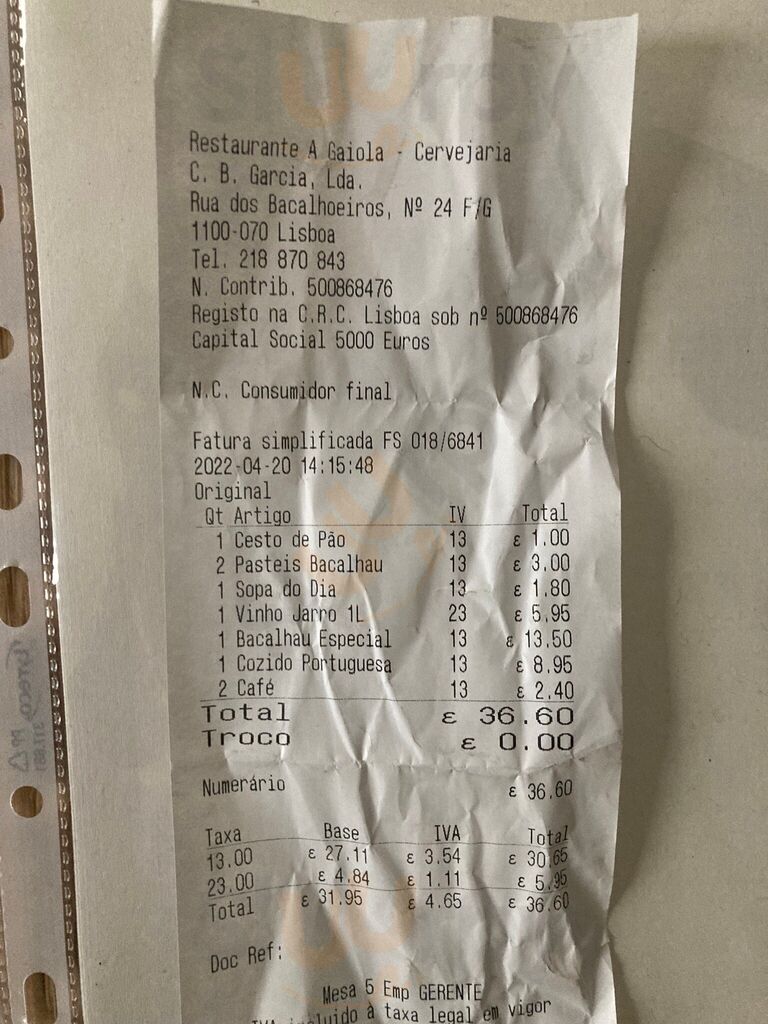 Restaurante A Gaiola - Cervejaria
C. B. Garcia, Lda.
Rua dos Bacalhoeiros, Nº 24 F/G
1100-070 Lisboa
Tel. 218 870 843
N. Contrib. 500868476
Registo na C.R.C. Lisboa sob nº 500868476
Capital Social 5000 Euros
N.C. Consumidor final
Fatura simplificada FS 018/6841
2022-04-20 14:15:48
Original
Qt Artigo IV Total
1 Cesto de Pão 13 € 1.00
2 Pasteis Bacalhau 13 € 3.00
1 Sopa do Dia 13 € 1.80
1 Vinho Jarro 1L 23 € 5.95
1 Bacalhau Especial 13 € 13.50
1 Cozido Portuguesa 13 € 8.95
2 Café 13 € 2.40
Total € 36.60
Troco € 0.00
Numerário € 36.60
Taxa Base IVA Total
13.00 € 27.11 € 3.54 € 30.65
23.00 € 4.84 € 1.11 € 5.95
Total € 31.95 € 4.65 € 36.60
Doc Ref:
Mesa 5 Emp GERENTE
IVA incluido à taxa legal em vigor